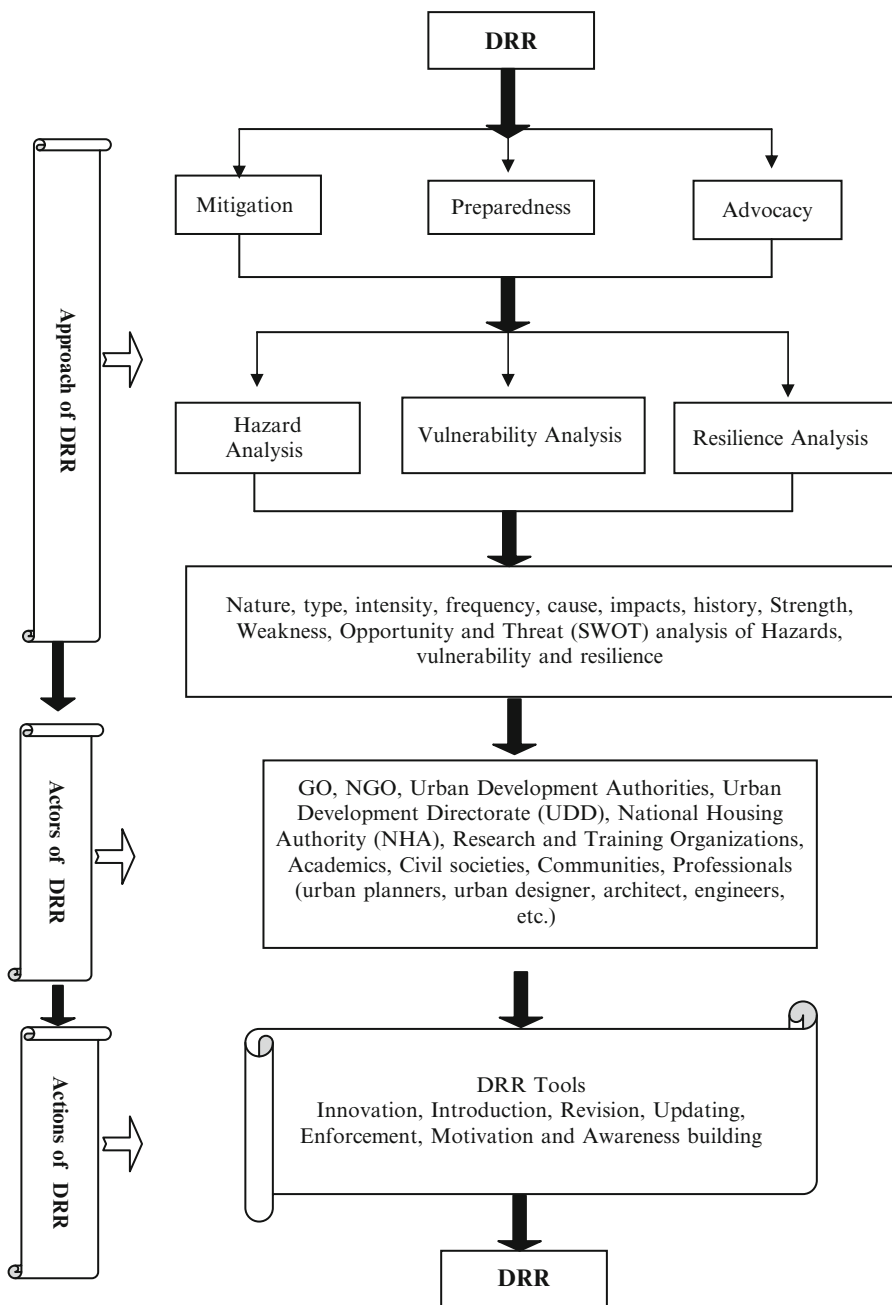 DRR
Mitigation
Preparedness
Advocacy
Approach of DRR
Hazard
Analysis
Vulnerability Analysis
Resilience Analysis
Nature, type, intensity, frequency, cause, impacts, history, Strength,
Weakness, Opportunity and Threat (SWOT) analysis of Hazards,
vulnerability and resilience
Actors of DRR
GO, NGO, Urban Development Authorities, Urban
Development Directorate (UDD), National Housing
Authority (NHA), Research and Training Organizations,
Academics, Civil societies, Communities, Professionals
(urban planners, urban designer, architect, engineers,
etc.)
Actions of DRR
DRR Tools
Innovation, Introduction, Revision, Updating,
Enforcement, Motivation and Awareness building
DRR